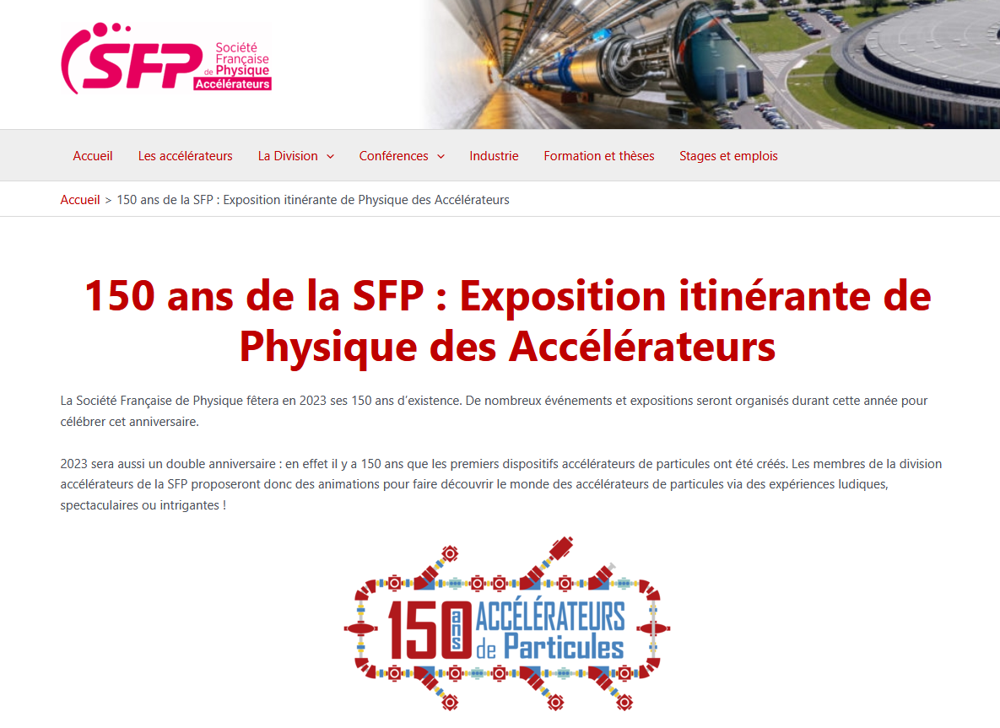 SFP
Société
Française
de Physique
Accélérateurs
Accueil Les accélérateurs La Division Conférences Industrie Formation et thèses Stages et emplois
Accueil > 150 ans de la SFP : Exposition itinérante de Physique des Accélérateurs
150 ans de la SFP : Exposition itinérante de
Physique des Accélérateurs
La Société Française de Physique fêtera en 2023 ses 150 ans d’existence. De nombreux événements et expositions seront organisés durant cette année pour
célébrer cet anniversaire.
2023 sera aussi un double anniversaire : en effet il y a 150 ans que les premiers dispositifs accélérateurs de particules ont été créés. Les membres de la division
accélérateurs de la SFP proposeront donc des animations pour faire découvrir le monde des accélérateurs de particules via des expériences ludiques,
spectaculaires ou intrigantes !
150 ans ACCÉLÉRATEURS
de Particules